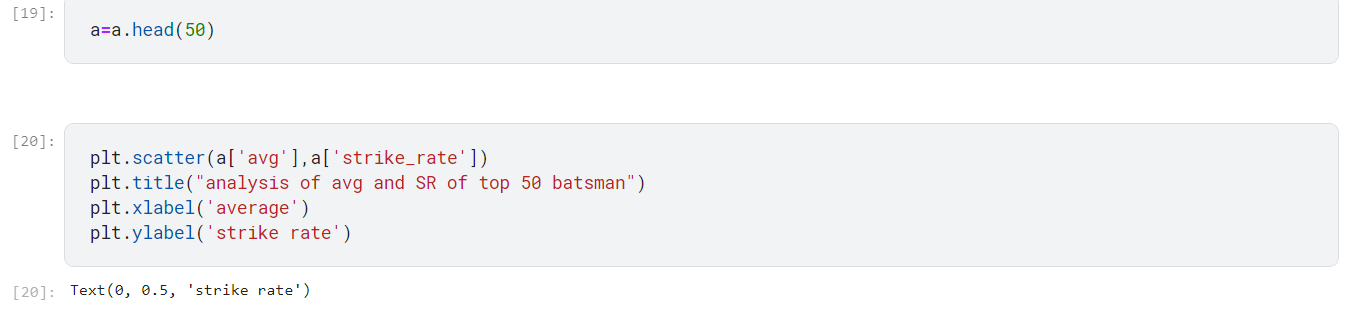 [19]:
a=a.head(50)
[20]:
plt.scatter(a['avg'],a['strike_rate'])
plt.title("analysis of avg and SR of top 50 batsman")
plt.xlabel('average')
plt.ylabel('strike rate')
[20]:
Text(0, 0.5, 'strike rate')